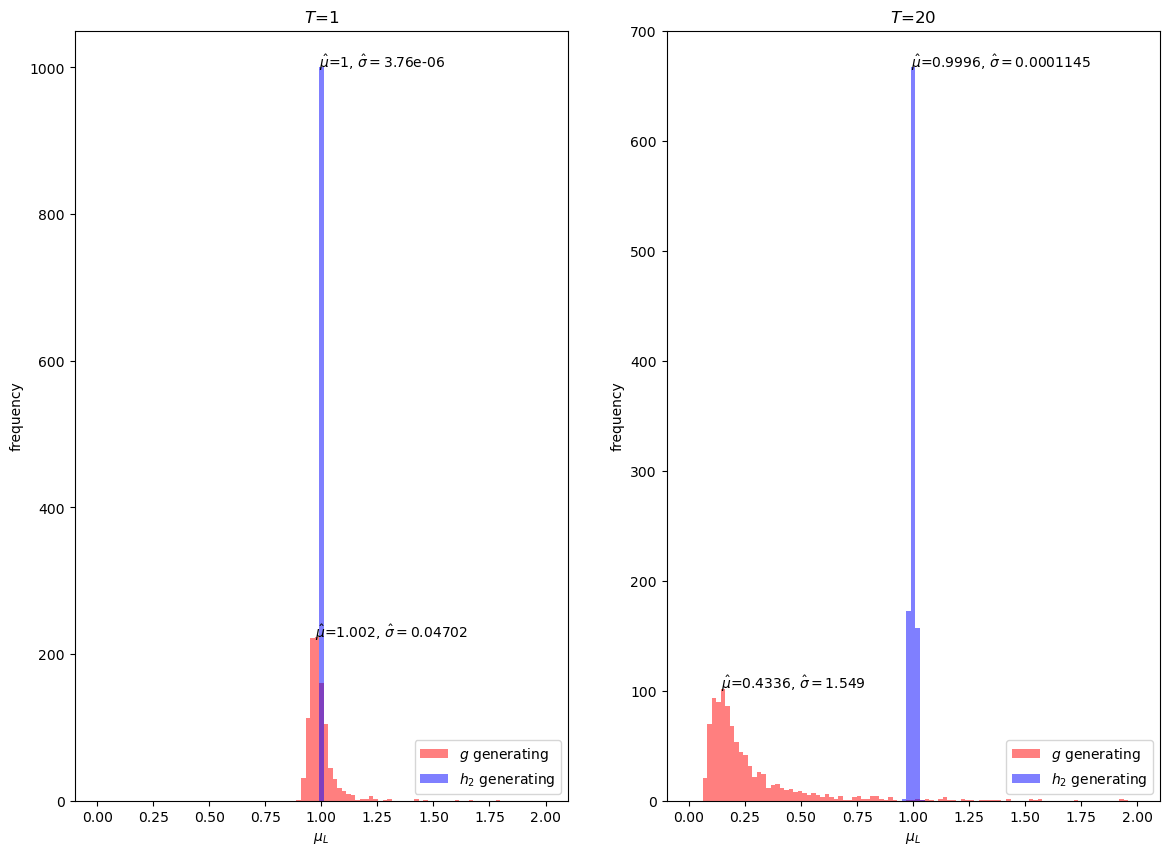 T=1
μ̂=1, σ̂ = 3.76e-06
μ̂=1.002, σ̂ = 0.04702
1000
800
600
400
200
0
frequency
0.00 0.25 0.50 0.75 1.00 1.25 1.50 1.75 2.00
μ_L
g generating
h₂ generating
T=20
μ̂=0.9996, σ̂ = 0.0001145
μ̂=0.4336, σ̂ = 1.549
700
600
500
400
300
200
100
0
frequency
0.00 0.25 0.50 0.75 1.00 1.25 1.50 1.75 2.00
μ_L
g generating
h₂ generating